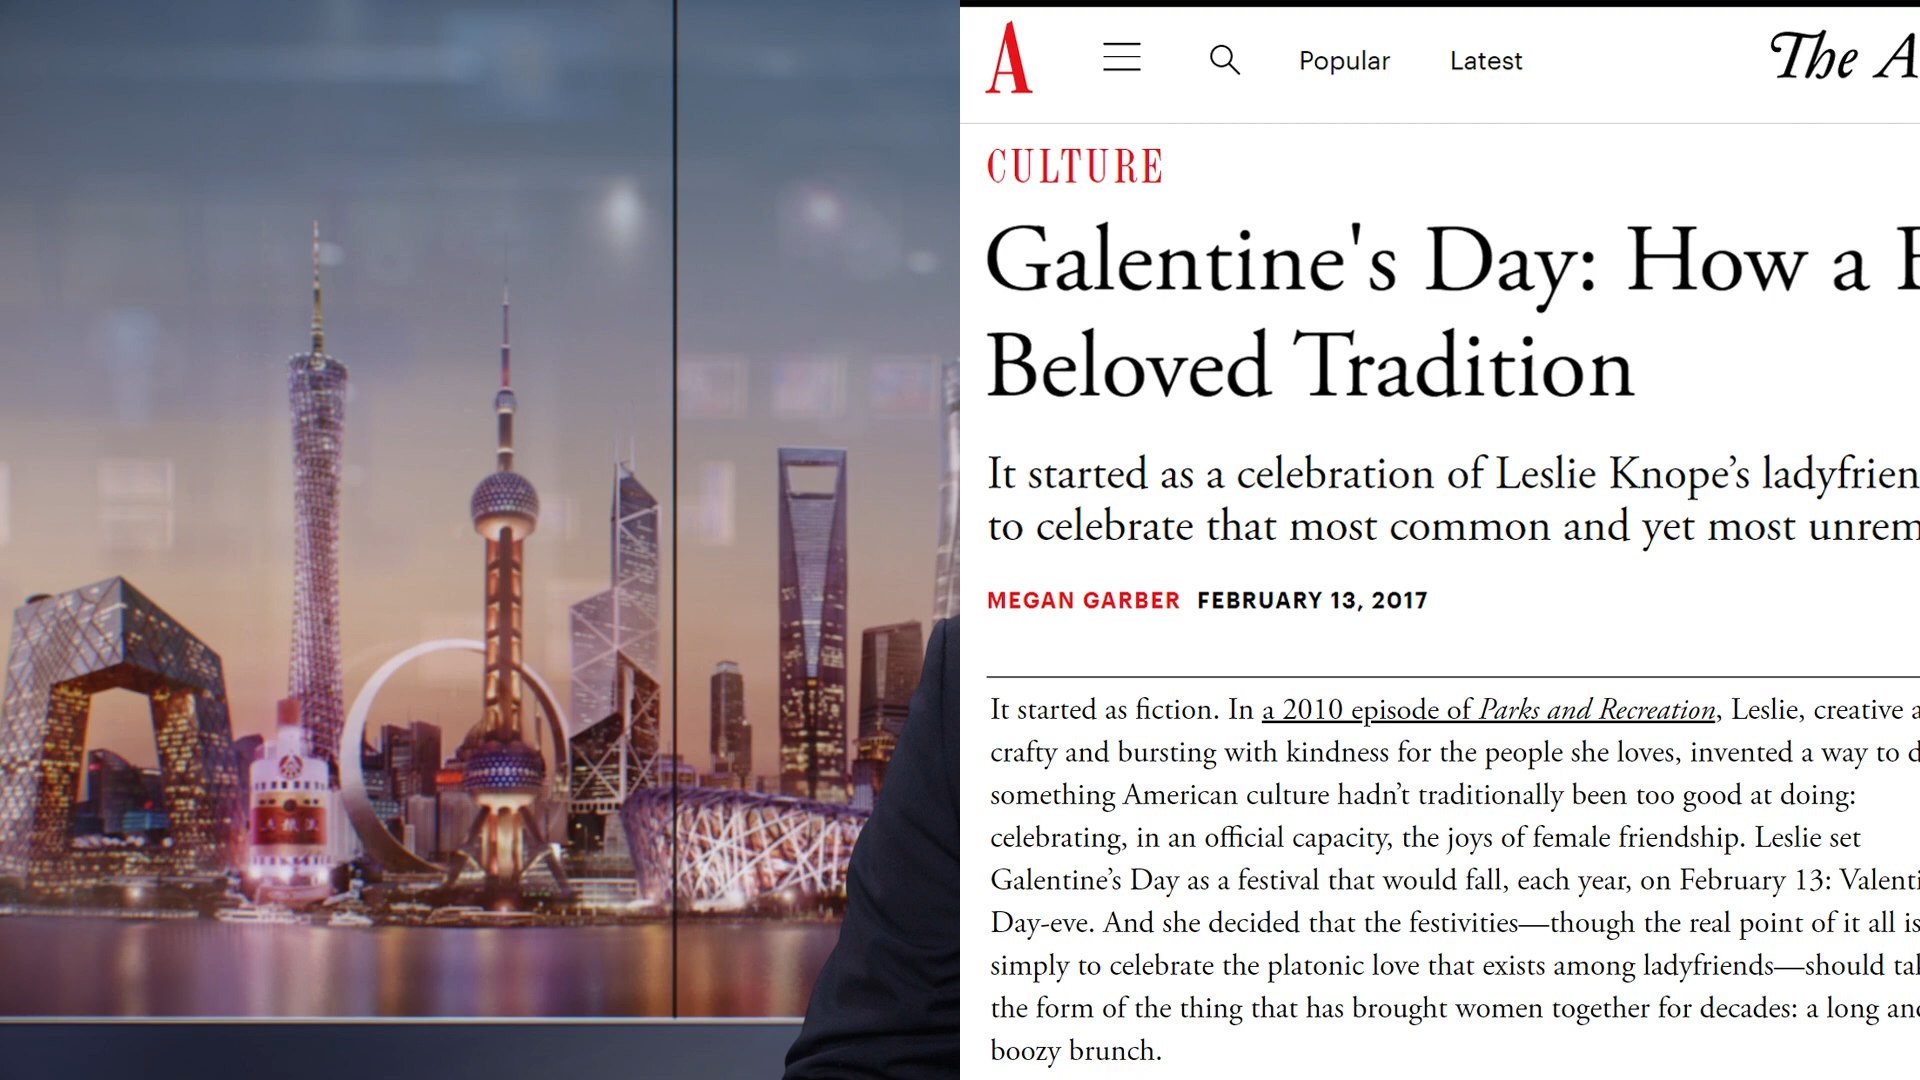 A
Popular
Latest
The A
CULTURE
Galentine's Day: How a
Beloved Tradition
It started as a celebration of Leslie Knope’s ladyfrien
to celebrate that most common and yet most unrem
MEGAN GARBER FEBRUARY 13, 2017
It started as fiction. In a 2010 episode of Parks and Recreation, Leslie, creative a
crafty and bursting with kindness for the people she loves, invented a way to d
something American culture hadn’t traditionally been too good at doing:
celebrating, in an official capacity, the joys of female friendship. Leslie set
Galentine’s Day as a festival that would fall, each year, on February 13: Valenti
Day-eve. And she decided that the festivities—though the real point of it all is
simply to celebrate the platonic love that exists among ladyfriends—should tal
the form of the thing that has brought women together for decades: a long and
boozy brunch.